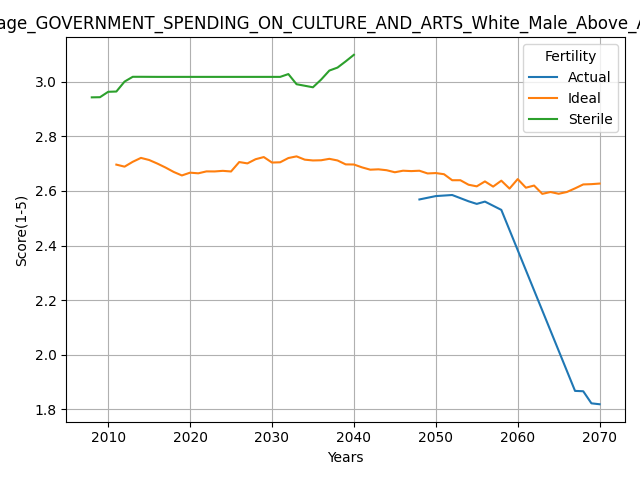 age_GOVERNMENT_SPENDING_ON_CULTURE_AND_ARTS_White_Male_Above_A
Fertility
Actual
Ideal
Sterile
Score(1-5)
3.0
2.8
2.6
2.4
2.2
2.0
1.8
2010 2020 2030 2040 2050 2060 2070
Years